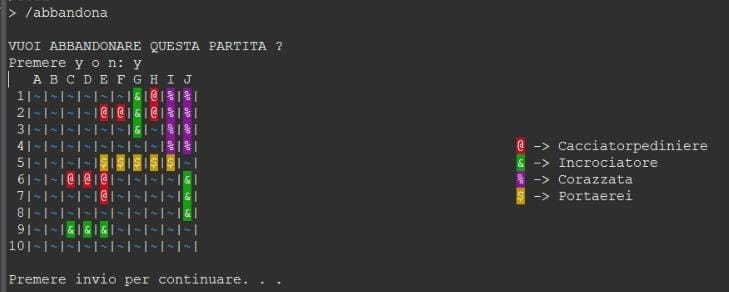 > /abbandona
VUOI ABBANDONARE QUESTA PARTITA ?
Premere y o n: y
A B C D E F G H I J
1|~|~|~|~|~|~|&|@|%|%|
2|~|~|~|~|@|@|&|@|%|%|
3|~|~|~|~|~|~|&|~|%|%|
4|~|~|~|~|~|~|~|~|%|%|
5|~|~|~|~|$|$|$|$|$|~|
6|~|~|@|@|@|~|~|~|~|&|
7|~|~|~|~|@|~|~|~|~|&|
8|~|~|~|~|~|~|~|~|~|&|
9|~|~|&|&|&|~|~|~|~|~|
10|~|~|~|~|~|~|~|~|~|~|
@ -> Cacciatorpediniere
& -> Incrociatore
% -> Corazzata
$ -> Portaerei
Premere invio per continuare. . .